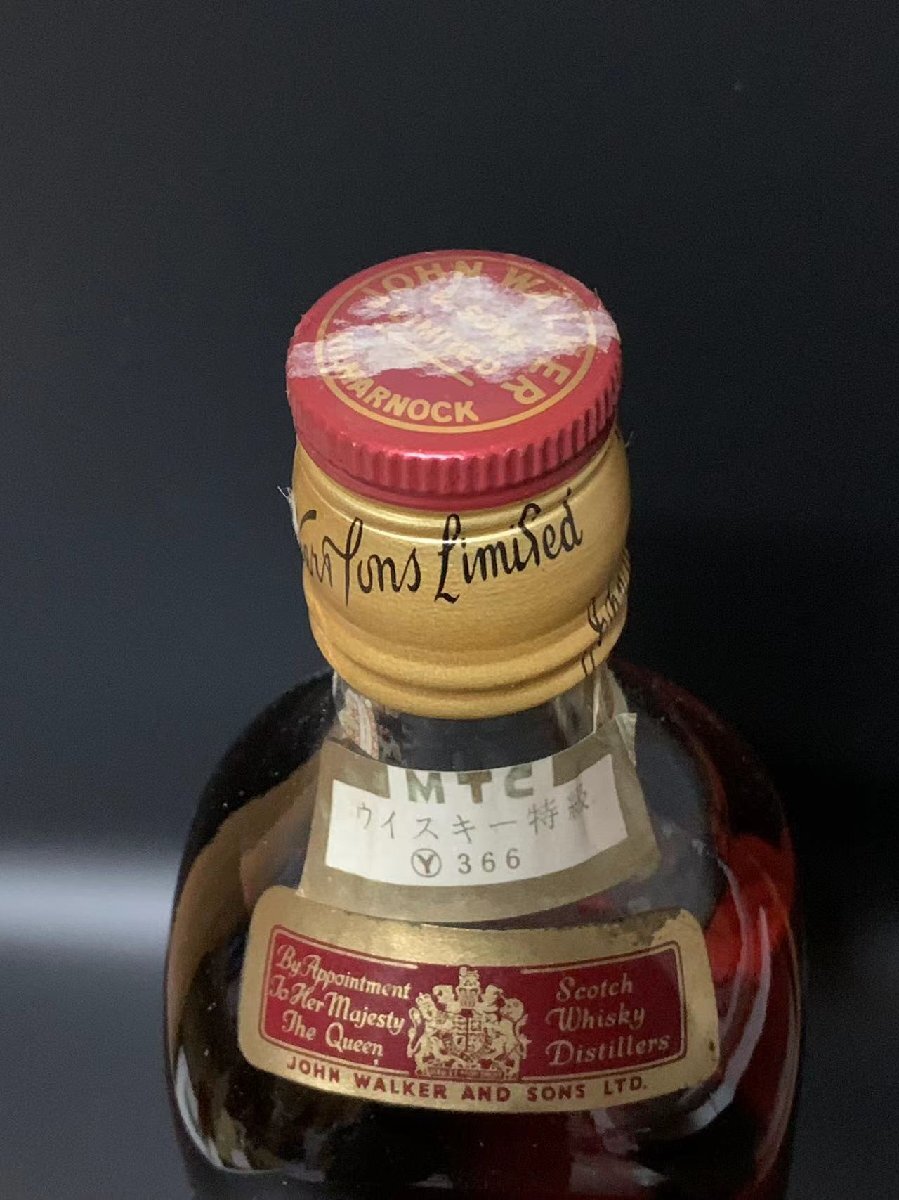 JOHN WALKER
KILMARNOCK
Sons Limited
MTC
ウイスキー特級
Ⓨ 366
By Appointment
To Her Majesty
The Queen
Scotch
Whisky
Distillers
JOHN WALKER AND SONS LTD.